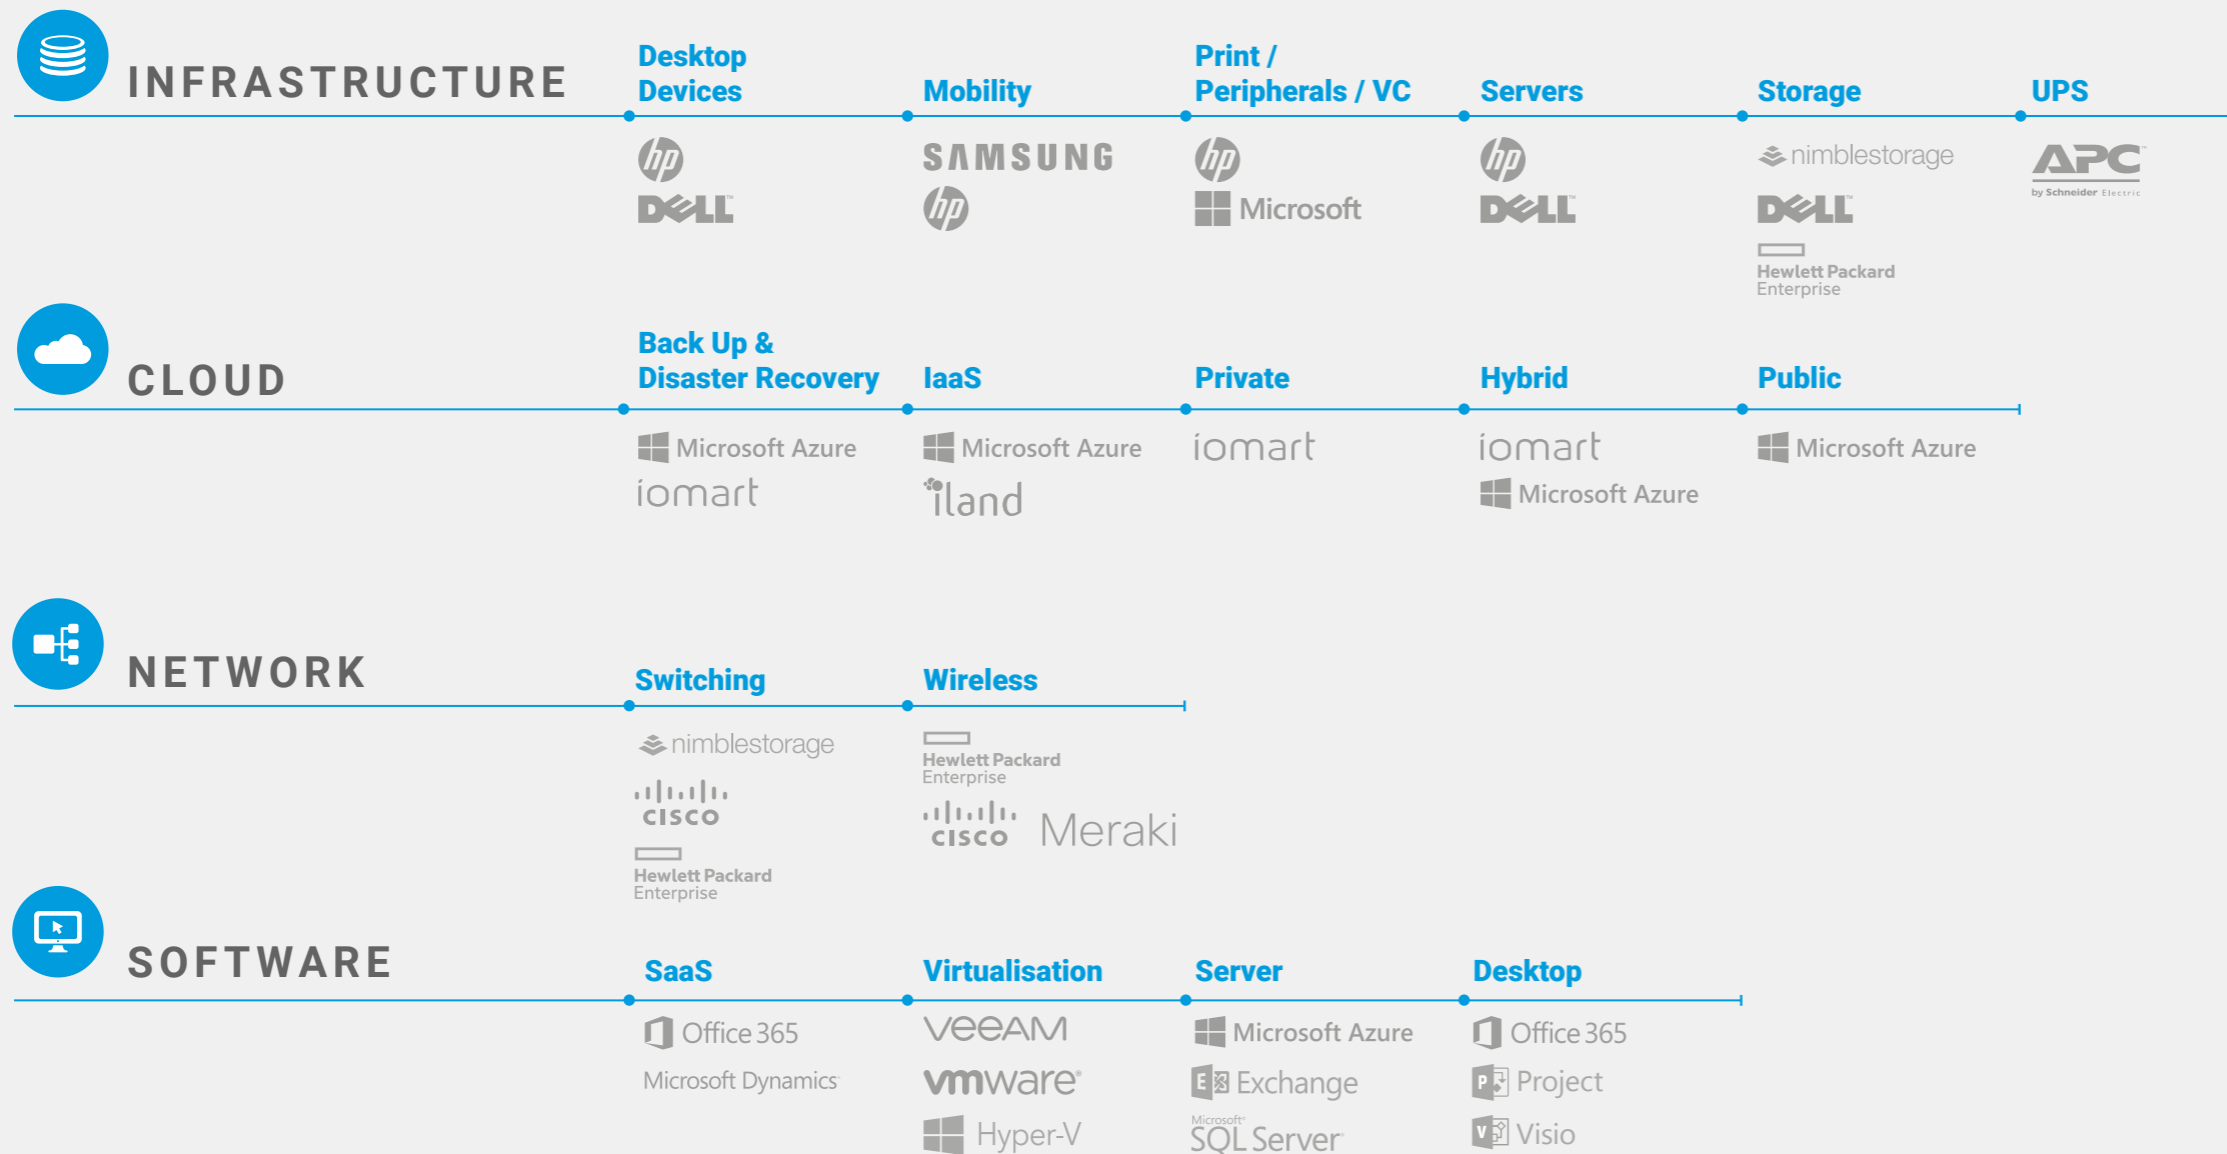 INFRASTRUCTURE
Desktop
Devices
Mobility
Print /
Peripherals / VC
Servers
Storage
UPS
hp
DELL™
SAMSUNG
hp
hp
Microsoft
hp
DELL™
nimblestorage
DELL™
Hewlett Packard
Enterprise
APC™
by Schneider Electric
CLOUD
Back Up &
Disaster Recovery
IaaS
Private
Hybrid
Public
Microsoft Azure
iomart
Microsoft Azure
iland
iomart
iomart
Microsoft Azure
Microsoft Azure
NETWORK
Switching
Wireless
nimblestorage
CISCO
Hewlett Packard
Enterprise
Hewlett Packard
Enterprise
CISCO Meraki
SOFTWARE
SaaS
Virtualisation
Server
Desktop
Office 365
Microsoft Dynamics
veeAM
vmware®
Hyper-V
Microsoft Azure
E Exchange
Microsoft®
SQL Server
Office 365
P Project
V Visio